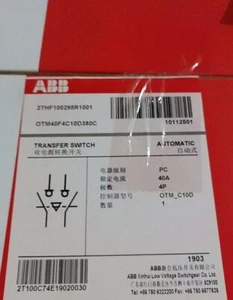 ABB
2THF100295R1001
OTM40F4C10D380C
10112501
TRANSFER SWITCH
AUTOMATIC
双电源转换开关
自动式
电器级别 PC
额定电流 40A
极数 4P
控制器型号 OTM_C10D
数量 1
1903
2T100C74E19020030
ABB新会低压开关有限公司
ABB Xinhui Low Voltage Switchgear Co. Ltd.